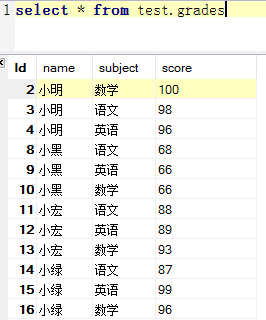 1 select * from test.grades
Id name subject score
2 小明 数学 100
3 小明 语文 98
4 小明 英语 96
8 小黑 语文 68
9 小黑 英语 66
10 小黑 数学 66
11 小宏 语文 88
12 小宏 英语 89
13 小宏 数学 93
14 小绿 语文 87
15 小绿 英语 99
16 小绿 数学 96